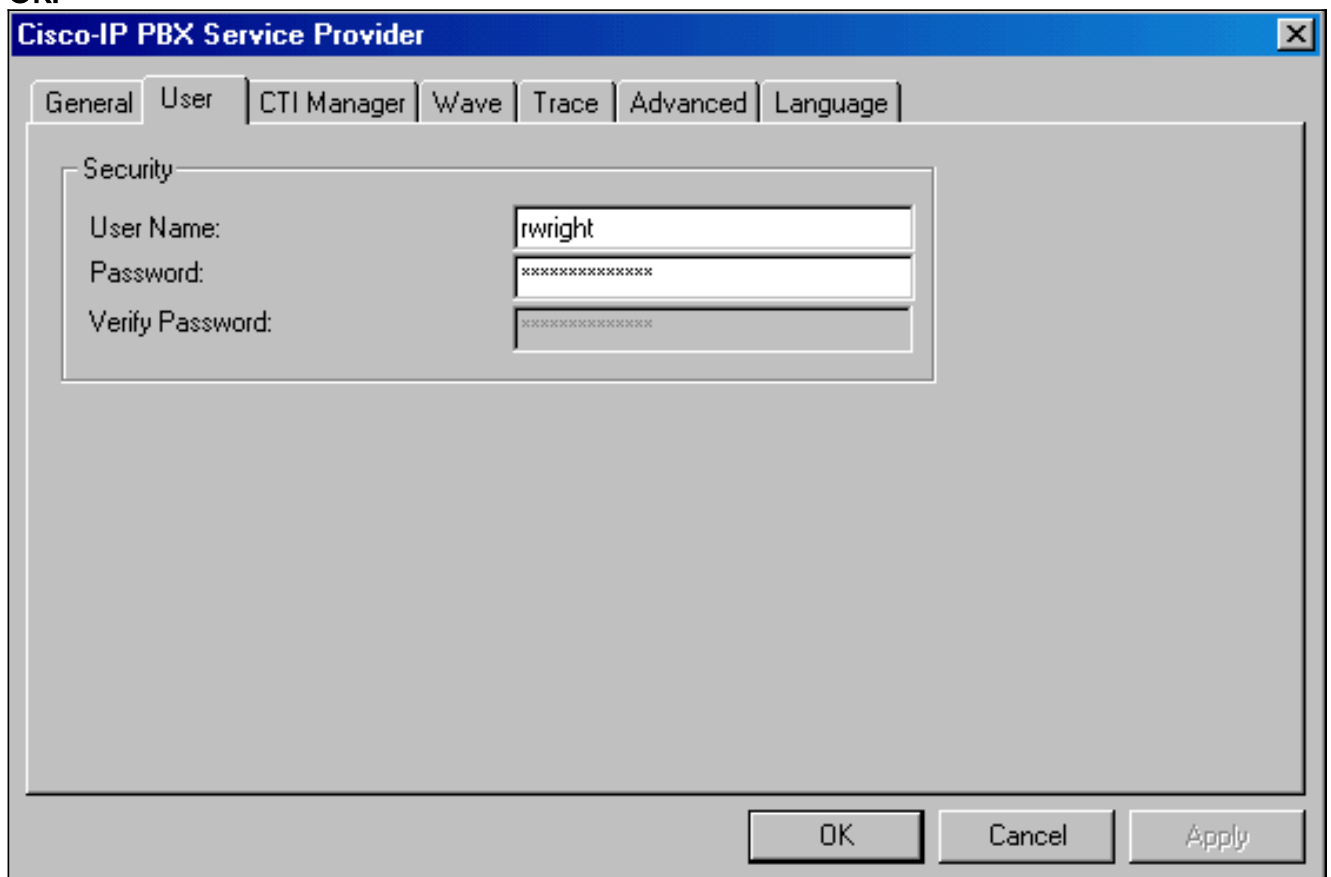 OK.
Cisco-IP PBX Service Provider
General User CTI Manager Wave Trace Advanced Language
Security
User Name: rwright
Password: **************
Verify Password: **************
OK Cancel Apply